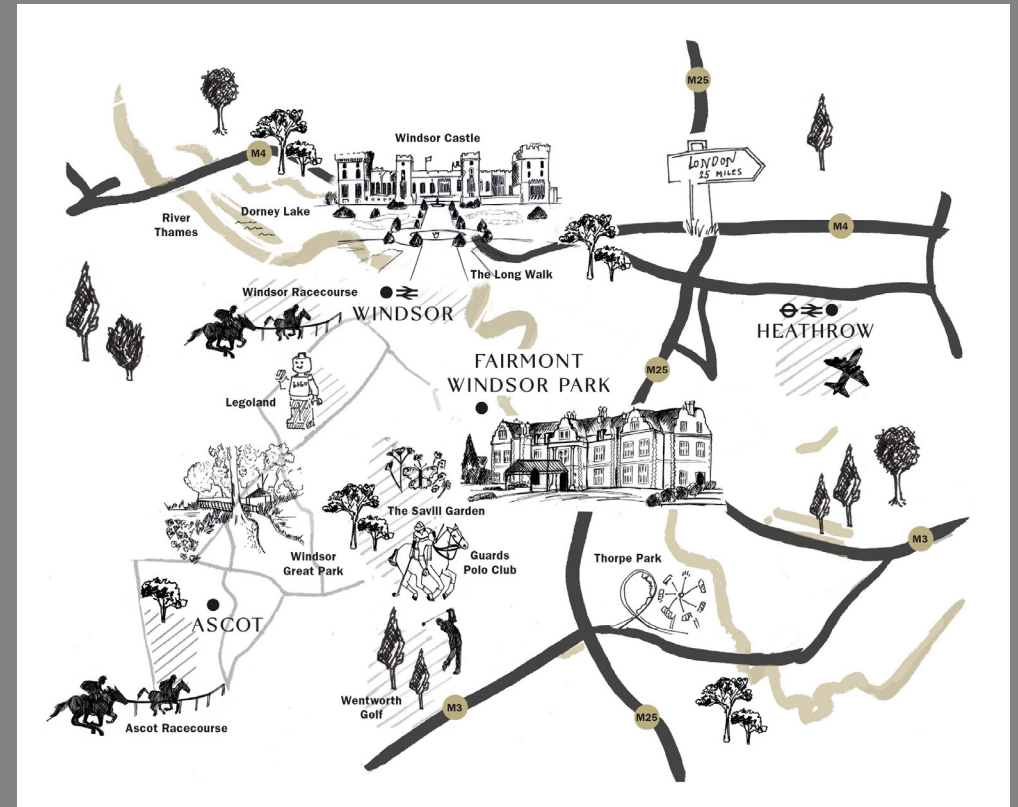 M25
Windsor Castle
M4
LONDON
25 MILES
River
Thames
Dorney Lake
M4
The Long Walk
Windsor Racecourse
WINDSOR
HEATHROW
FAIRMONT
WINDSOR PARK
M25
LEGO
Legoland
The Savill Garden
Windsor
Great Park
Guards
Polo Club
Thorpe Park
M3
ASCOT
Wentworth
Golf
M3
M25
Ascot Racecourse